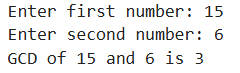 Enter first number: 15
Enter second number: 6
GCD of 15 and 6 is 3